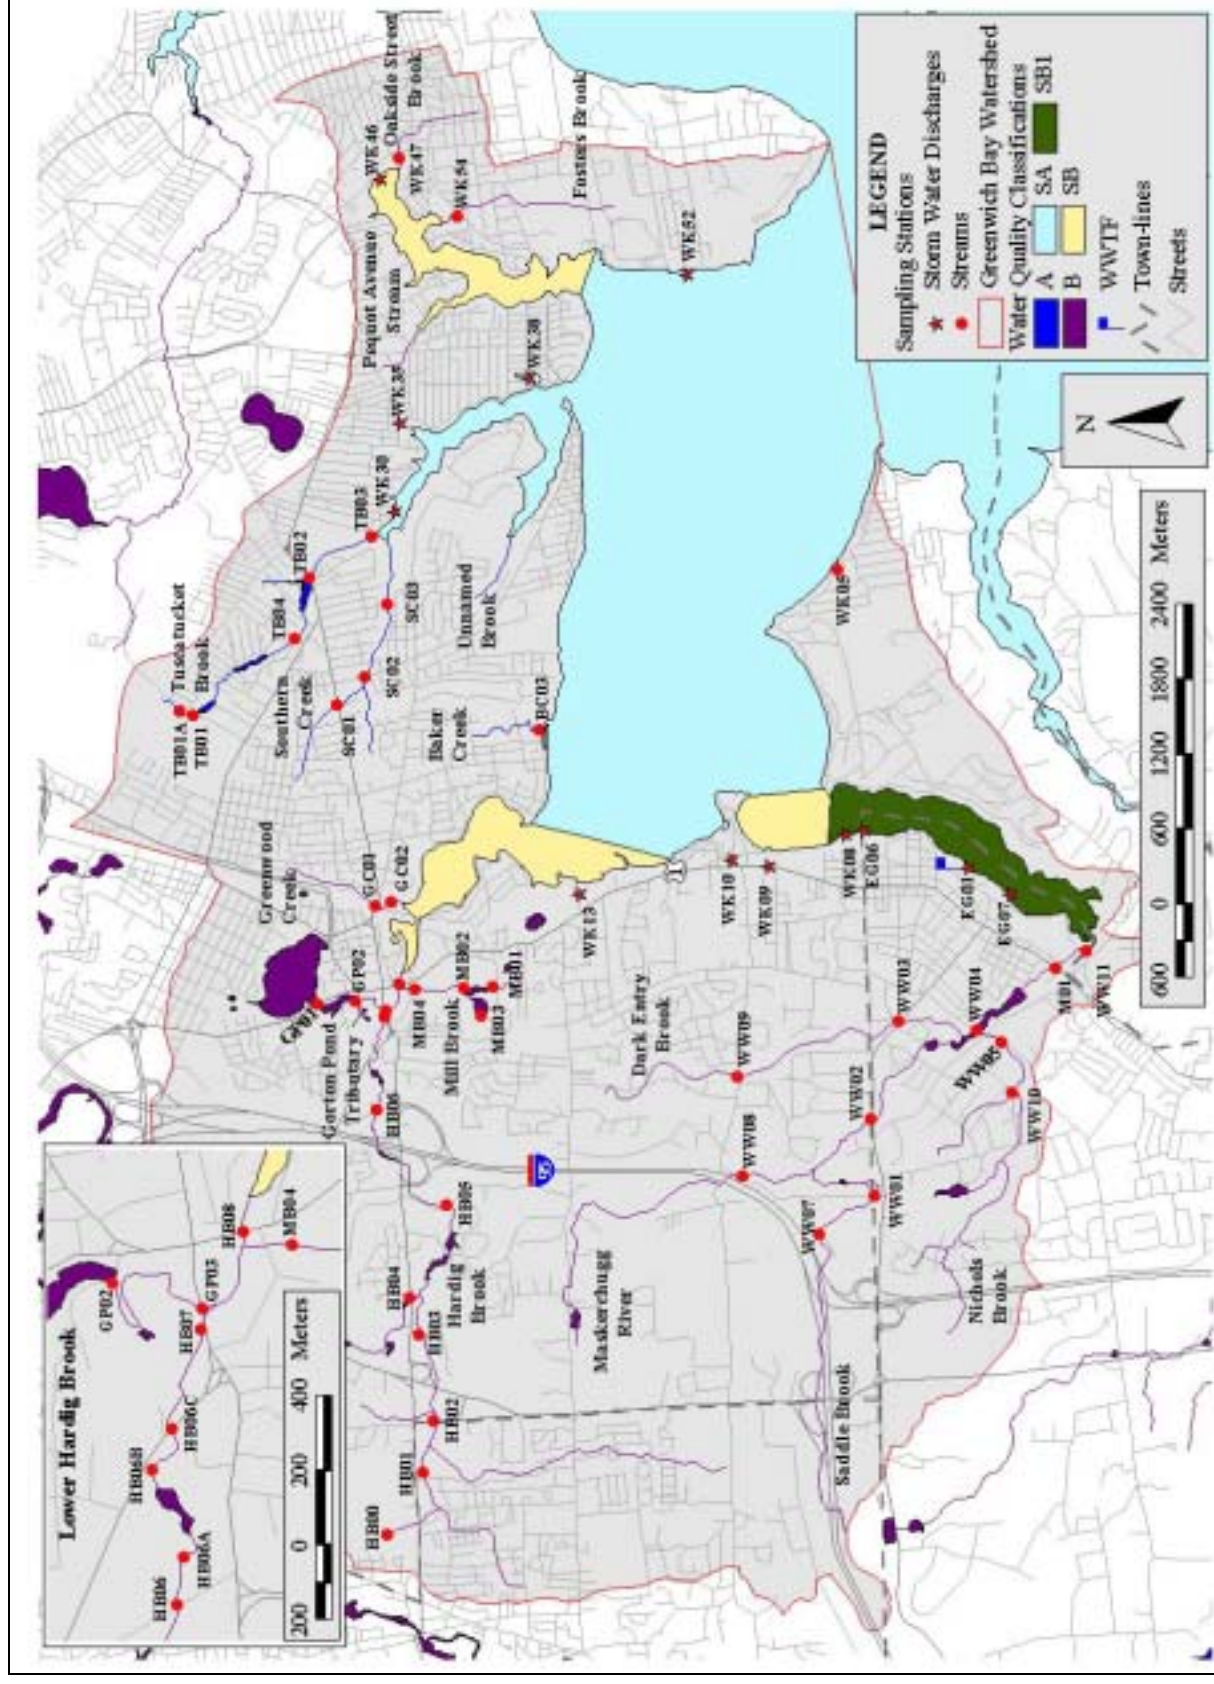 Lower Hardig Brook
HB06
HB06A
HB06B
HB06C
HB07
GP03
GP02
HB08
MB04
200
0
200
400
Meters
TB01A
TB01
Tuscatucket
Brook
TB04
TB02
TB03
WK30
WK35
Pequot Avenue
Stream
WK46
Oakside Street
Brook
WK47
WK54
Fosters Brook
WK52
WK38
Southern
Creek
SC01
SC02
SC03
Unnamed
Brook
Baker
Creek
BC03
Greenwood
Creek
GC01
GC02
GP01
GP02
Gorton Pond
Tributary
MB04
Mill Brook
MB02
MB01
MB03
WK13
HB06
HB05
HB04
Hardig
Brook
HB03
HB02
HB01
HB00
95
1
WK10
WK09
WK08
EG06
EG01
EG07
WK05
Dark Entry
Brook
WW09
WW08
WW03
WW04
WW05
WW02
WW01
WW07
WW10
M01
WW11
Maskerchugg
River
Nichols
Brook
Saddle Brook
600
0
600
1200
1800
2400
Meters
N
LEGEND
Sampling Stations
Storm Water Discharges
Streams
Greenwich Bay Watershed
Water Quality Classifications
A
SA
SB1
B
SB
WWTF
Town-lines
Streets